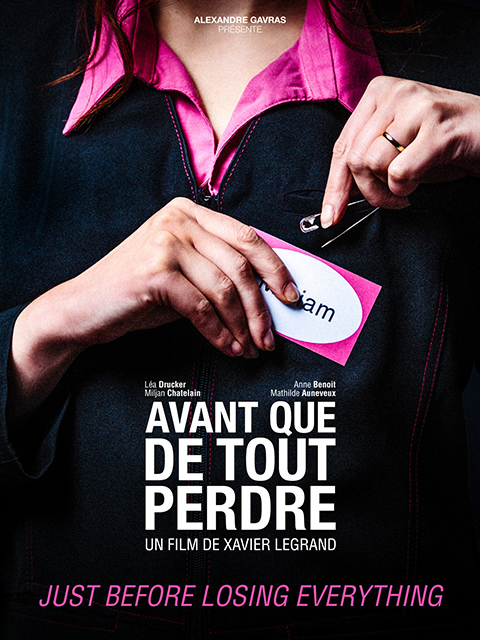 ALEXANDRE GAVRAS
PRÉSENTE
iam
Léa Drucker
Miljan Chatelain
Anne Benoit
Mathilde Auneveux
AVANT QUE
DE TOUT
PERDRE
UN FILM DE XAVIER LEGRAND
JUST BEFORE LOSING EVERYTHING